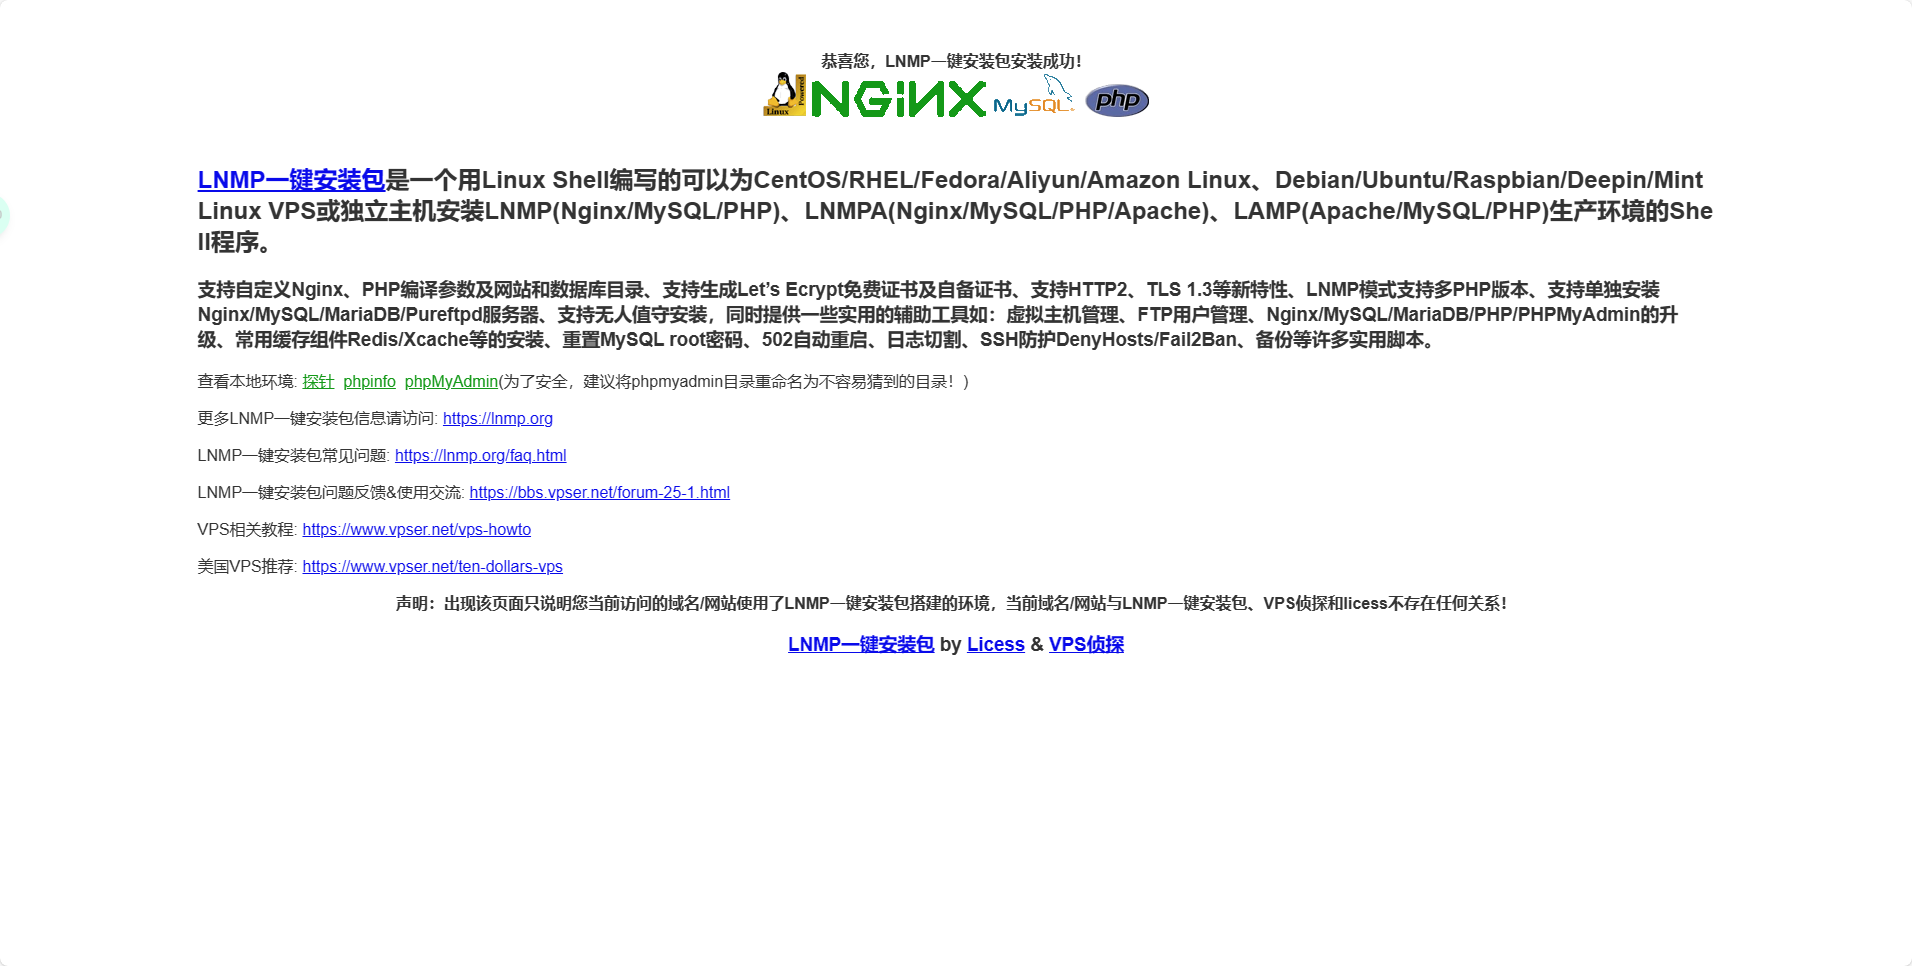 恭喜您，LNMP一键安装包安装成功！
Linux Powered NGiNX MySQL php
LNMP一键安装包是一个用Linux Shell编写的可以为CentOS/RHEL/Fedora/Aliyun/Amazon Linux、Debian/Ubuntu/Raspbian/Deepin/Mint
Linux VPS或独立主机安装LNMP(Nginx/MySQL/PHP)、LNMPA(Nginx/MySQL/PHP/Apache)、LAMP(Apache/MySQL/PHP)生产环境的She
ll程序。
支持自定义Nginx、PHP编译参数及网站和数据库目录、支持生成Let’s Ecrypt免费证书及自备证书、支持HTTP2、TLS 1.3等新特性、LNMP模式支持多PHP版本、支持单独安装
Nginx/MySQL/MariaDB/Pureftpd服务器、支持无人值守安装，同时提供一些实用的辅助工具如：虚拟主机管理、FTP用户管理、Nginx/MySQL/MariaDB/PHP/PHPMyAdmin的升
级、常用缓存组件Redis/Xcache等的安装、重置MySQL root密码、502自动重启、日志切割、SSH防护DenyHosts/Fail2Ban、备份等许多实用脚本。
查看本地环境: 探针 phpinfo phpMyAdmin(为了安全，建议将phpmyadmin目录重命名为不容易猜到的目录！)
更多LNMP一键安装包信息请访问: https://lnmp.org
LNMP一键安装包常见问题: https://lnmp.org/faq.html
LNMP一键安装包问题反馈&使用交流: https://bbs.vpser.net/forum-25-1.html
VPS相关教程: https://www.vpser.net/vps-howto
美国VPS推荐: https://www.vpser.net/ten-dollars-vps
声明：出现该页面只说明您当前访问的域名/网站使用了LNMP一键安装包搭建的环境，当前域名/网站与LNMP一键安装包、VPS侦探和licess不存在任何关系！
LNMP一键安装包 by Licess & VPS侦探